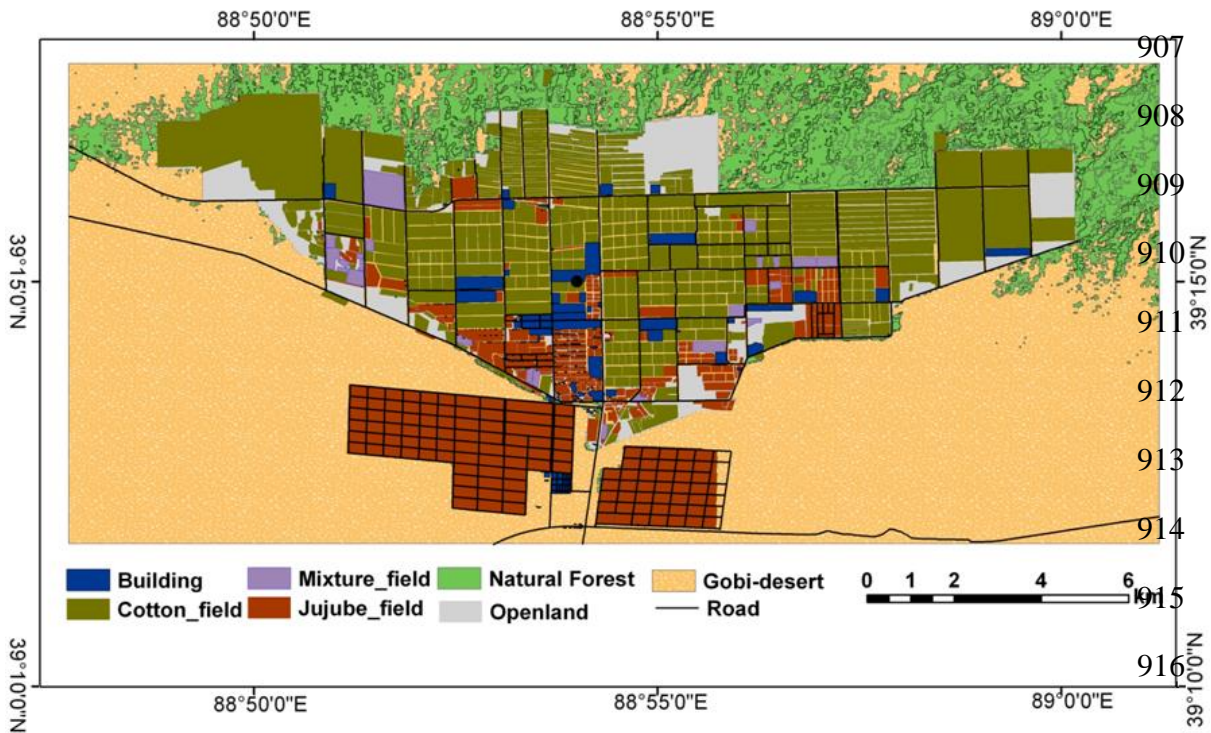 88°50'0"E 88°55'0"E 89°0'0"E
907
908
909
910
39°15'0"N 39°15'0"N
911
912
913
914
Building Mixture_field Natural Forest Gobi-desert 0 1 2 4 6
Cotton_field Jujube_field Openland Road km 915
916
39°10'0"N 39°10'0"N
88°50'0"E 88°55'0"E 89°0'0"E